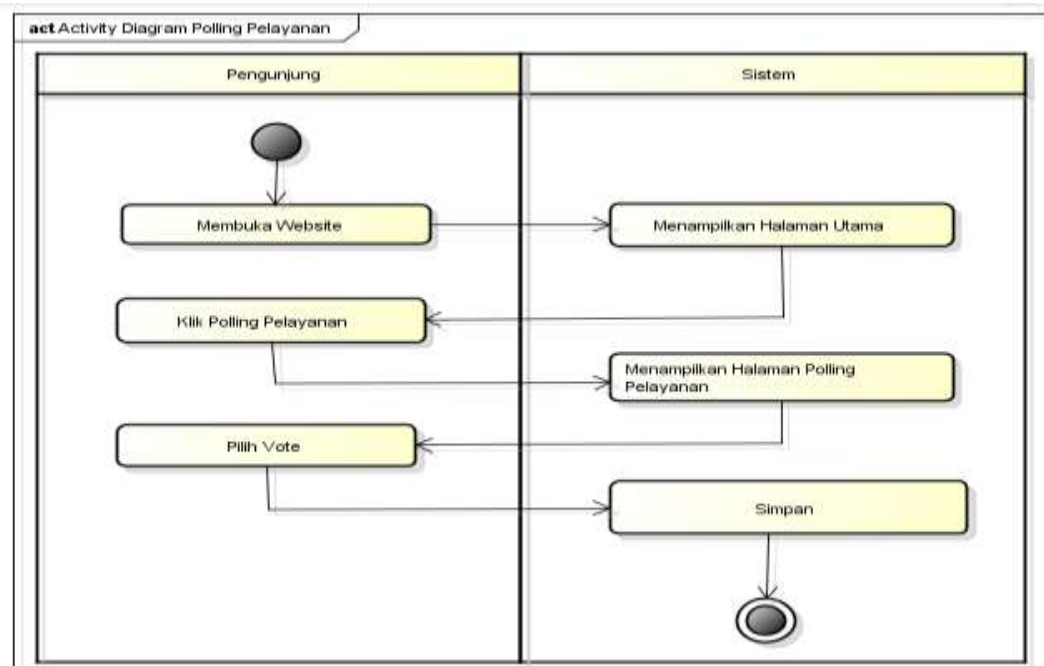 act Activity Diagram Polling Pelayanan
Pengunjung
Sistem
Membuka Website
Menampilkan Halaman Utama
Klik Polling Pelayanan
Menampilkan Halaman Polling
Pelayanan
Pilih Vote
Simpan